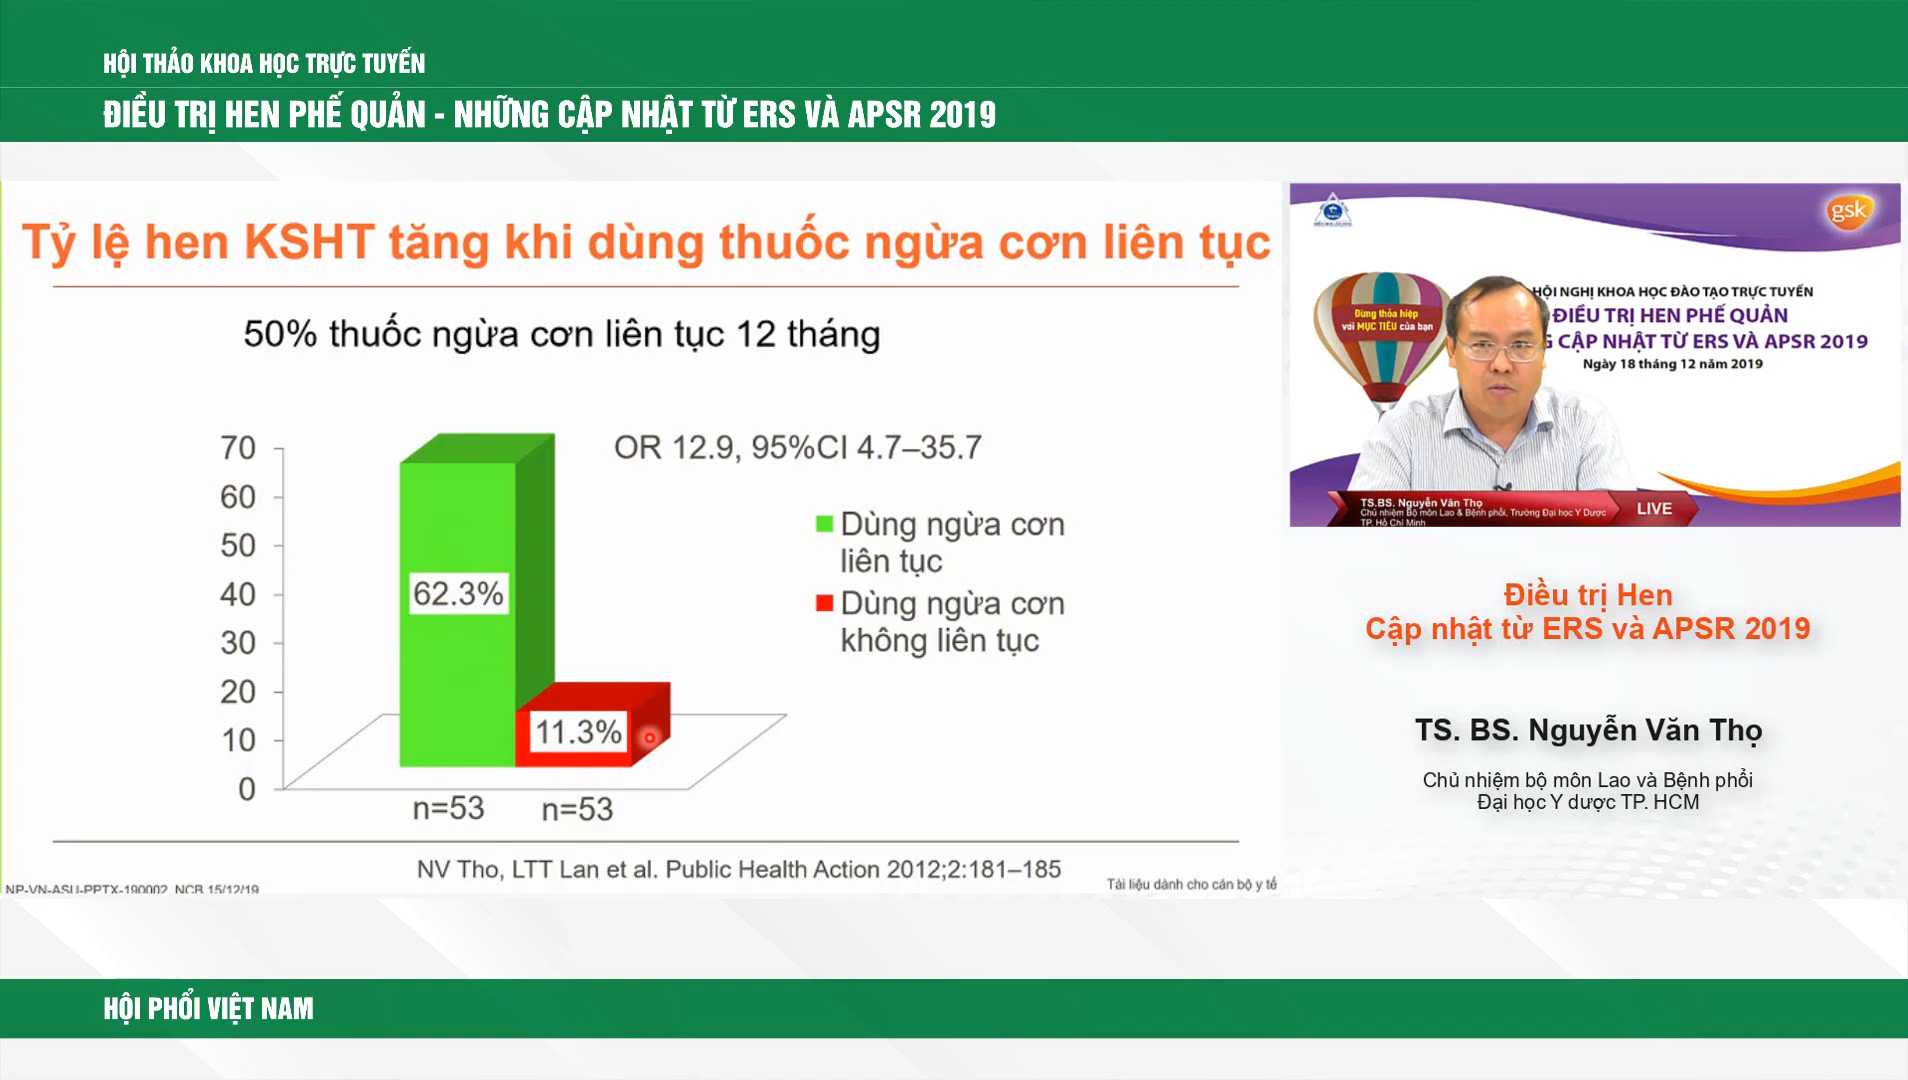 HỘI THẢO KHOA HỌC TRỰC TUYẾN
ĐIỀU TRỊ HEN PHẾ QUẢN - NHỮNG CẬP NHẬT TỪ ERS VÀ APSR 2019
Tỷ lệ hen KSHT tăng khi dùng thuốc ngừa cơn liên tục
50% thuốc ngừa cơn liên tục 12 tháng
OR 12.9, 95%CI 4.7–35.7
70
60
50
40
30
20
10
0
62.3%
11.3%
n=53
n=53
Dùng ngừa cơn
liên tục
Dùng ngừa cơn
không liên tục
NV Tho, LTT Lan et al. Public Health Action 2012;2:181–185
NP-VN-ASU-PPTX-190002, NCB 15/12/19
Tài liệu dành cho cán bộ y tế
gsk
HỘI NGHỊ KHOA HỌC ĐÀO TẠO TRỰC TUYẾN
ĐIỀU TRỊ HEN PHẾ QUẢN
G CẬP NHẬT TỪ ERS VÀ APSR 2019
Ngày 18 tháng 12 năm 2019
Đừng thỏa hiệp
với MỤC TIÊU của bạn
TS.BS. Nguyễn Văn Thọ
Chủ nhiệm Bộ môn Lao & Bệnh phổi, Trường Đại học Y Dược
TP. Hồ Chí Minh
LIVE
Điều trị Hen
Cập nhật từ ERS và APSR 2019
TS. BS. Nguyễn Văn Thọ
Chủ nhiệm bộ môn Lao và Bệnh phổi
Đại học Y dược TP. HCM
HỘI PHỔI VIỆT NAM